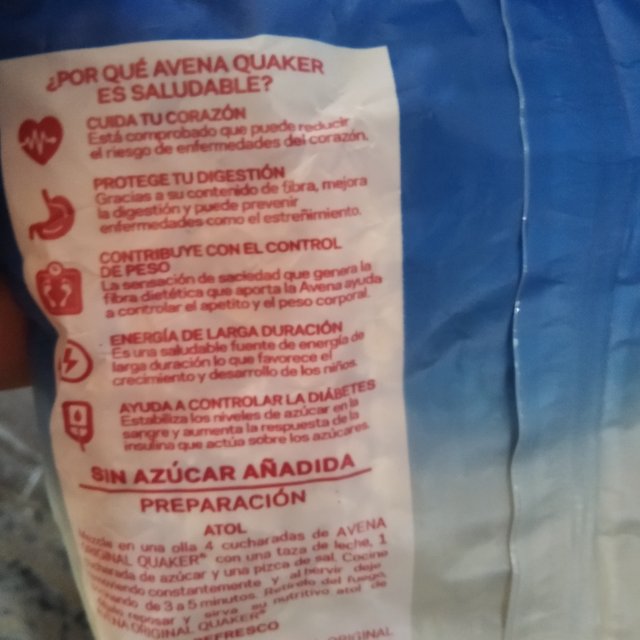 ¿POR QUÉ AVENA QUAKER
ES SALUDABLE?
CUIDA TU CORAZÓN
Está comprobado que puede reducir
el riesgo de enfermedades del corazón.
PROTEGE TU DIGESTIÓN
Gracias a su contenido de fibra, mejora
la digestión y puede prevenir
enfermedades como el estreñimiento.
CONTRIBUYE CON EL CONTROL
DE PESO
La sensación de saciedad que genera la
fibra dietética que aporta la Avena ayuda
a controlar el apetito y el peso corporal.
ENERGÍA DE LARGA DURACIÓN
Es una saludable fuente de energía de
larga duración lo que favorece el
crecimiento y desarrollo de los niños.
AYUDA A CONTROLAR LA DIÁBETES
Estabiliza los niveles de azúcar en la
sangre y aumenta la respuesta de la
insulina que actúa sobre los azúcares
SIN AZÚCAR AÑADIDA
PREPARACIÓN
ATOL
en una olla 4 cucharadas de AVENA
QUAKER® con una taza de leche, 1
de azúcar y una pizca de sal. Cocine
constantemente y al hervir deje
de 3 a 5 minutos. del fuego,
reposar y sirve su nutritivo atol de
QUAKER®
REFRESCO
ORIGINAL